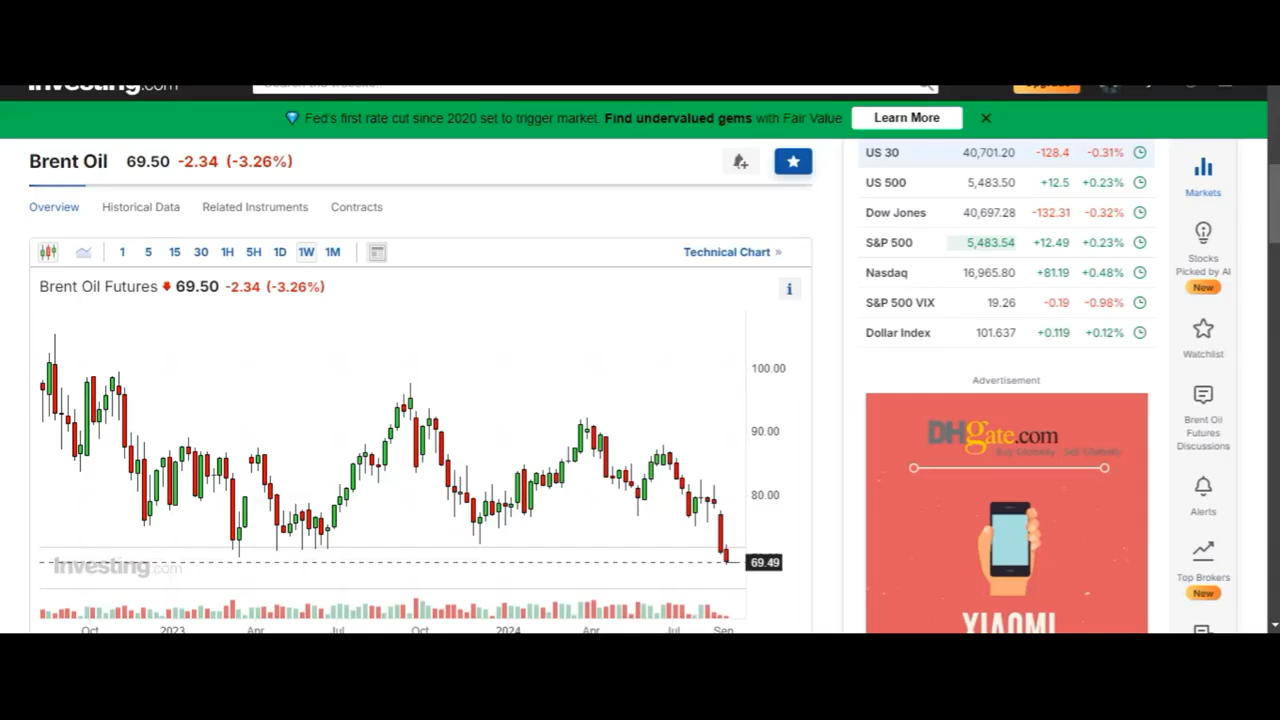 Investing.com
Fed's first rate cut since 2020 set to trigger market. Find undervalued gems with Fair Value
Learn More
Brent Oil 69.50 -2.34 (-3.26%)
Overview Historical Data Related Instruments Contracts
1 5 15 30 1H 5H 1D 1W 1M
Technical Chart »
Brent Oil Futures 69.50 -2.34 (-3.26%)
i
100.00
90.00
80.00
69.49
Investing.com
Oct 2023 Apr Jul Oct 2024 Apr Jul Sep
US 30 40,701.20 -128.4 -0.31%
US 500 5,483.50 +12.5 +0.23%
Dow Jones 40,697.28 -132.31 -0.32%
S&P 500 5,483.54 +12.49 +0.23%
Nasdaq 16,965.80 +81.19 +0.48%
S&P 500 VIX 19.26 -0.19 -0.98%
Dollar Index 101.637 +0.119 +0.12%
Advertisement
DHgate.com
Buy Globally Sell Globally
XIAOMI
Markets
Stocks
Picked by AI
New
Watchlist
Brent Oil
Futures
Discussions
Alerts
Top Brokers
New